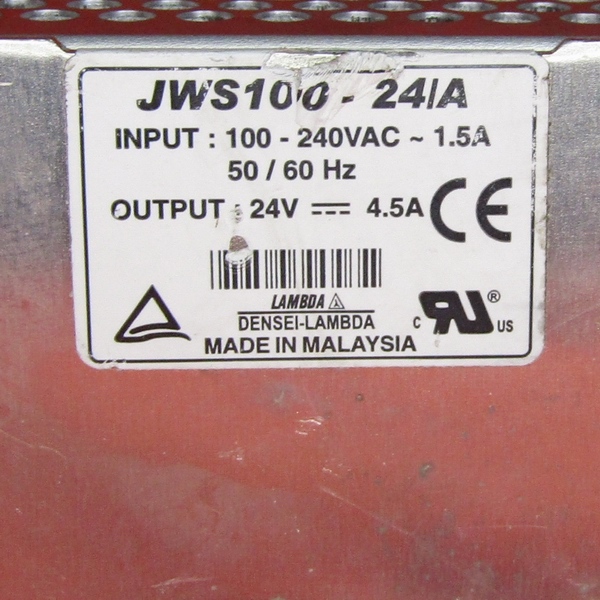 JWS100 - 24/A
INPUT : 100 - 240VAC ~ 1.5A
50 / 60 Hz
OUTPUT : 24V ⎓ 4.5A
CE
LAMBDA
DENSEI-LAMBDA
MADE IN MALAYSIA
C RU ® US